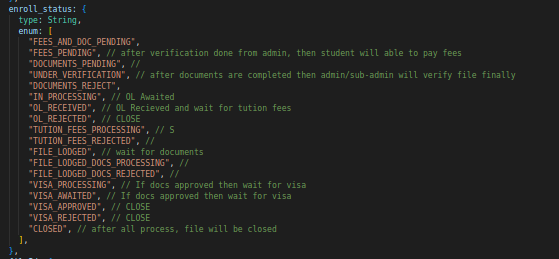 enroll_status: {
type: String,
enum: [
"FEES_AND_DOC_PENDING",
"FEES_PENDING", // after verification done from admin, then student will able to pay fees
"DOCUMENTS_PENDING", //
"UNDER_VERIFICATION", // after documents are completed then admin/sub-admin will verify file finally
"DOCUMENTS_REJECT",
"IN_PROCESSING", // OL Awaited
"OL_RECEIVED", // OL Recieved and wait for tution fees
"OL_REJECTED", // CLOSE
"TUTION_FEES_PROCESSING", // S
"TUTION_FEES_REJECTED", //
"FILE_LODGED", // wait for documents
"FILE_LODGED_DOCS_PROCESSING", //
"FILE_LODGED_DOCS_REJECTED", //
"VISA_PROCESSING", // If docs approved then wait for visa
"VISA_AWAITED", // If docs approved then wait for visa
"VISA_APPROVED", // CLOSE
"VISA_REJECTED", // CLOSE
"CLOSED", // after all process, file will be closed
],
},